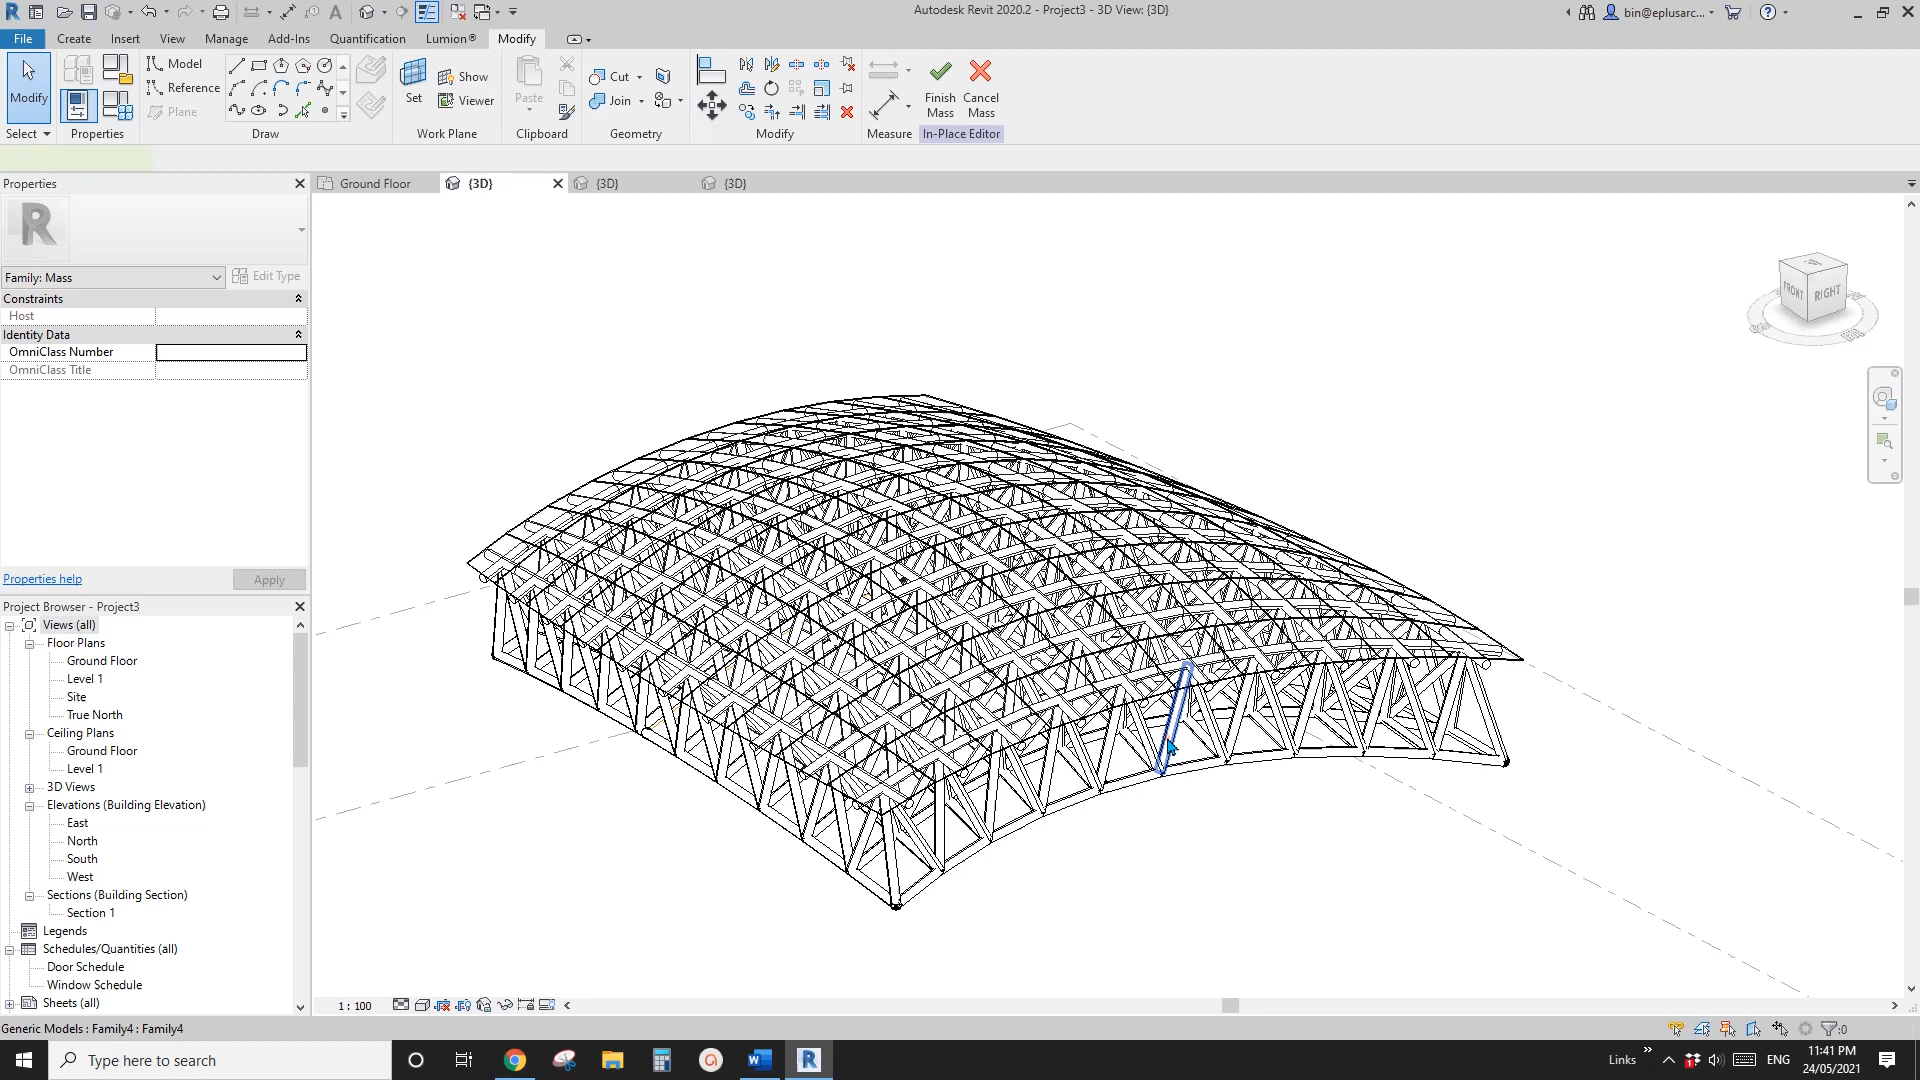 Autodesk Revit 2020.2 - Project3 - 3D View: {3D}
bin@eplusarc...
File Create Insert View Manage Add-Ins Quantification Lumion® Modify
Modify
Select
Properties
Model
Reference
Plane
Draw
Set
Show
Viewer
Work Plane
Paste
Clipboard
Cut
Join
Geometry
Modify
Measure
Finish Mass
Cancel Mass
In-Place Editor
Properties
Ground Floor
{3D}
{3D}
{3D}
R
Family: Mass
Edit Type
Constraints
Host
Identity Data
OmniClass Number
OmniClass Title
Properties help
Apply
FRONT
RIGHT
Project Browser - Project3
Views (all)
Floor Plans
Ground Floor
Level 1
Site
True North
Ceiling Plans
Ground Floor
Level 1
3D Views
Elevations (Building Elevation)
East
North
South
West
Sections (Building Section)
Section 1
Legends
Schedules/Quantities (all)
Door Schedule
Window Schedule
Sheets (all)
1 : 100
Generic Models : Family4 : Family4
:0
Type here to search
Links
ENG
11:41 PM
24/05/2021